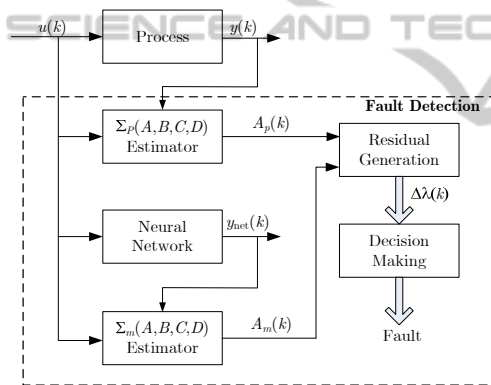 SCIENCE AND TEC
u(k)
Process
y(k)
Fault Detection
Σ_P(A,B,C,D)
Estimator
A_p(k)
Residual
Generation
Δλ(k)
Neural
Network
y_net(k)
Decision
Making
Σ_m(A,B,C,D)
Estimator
A_m(k)
Fault